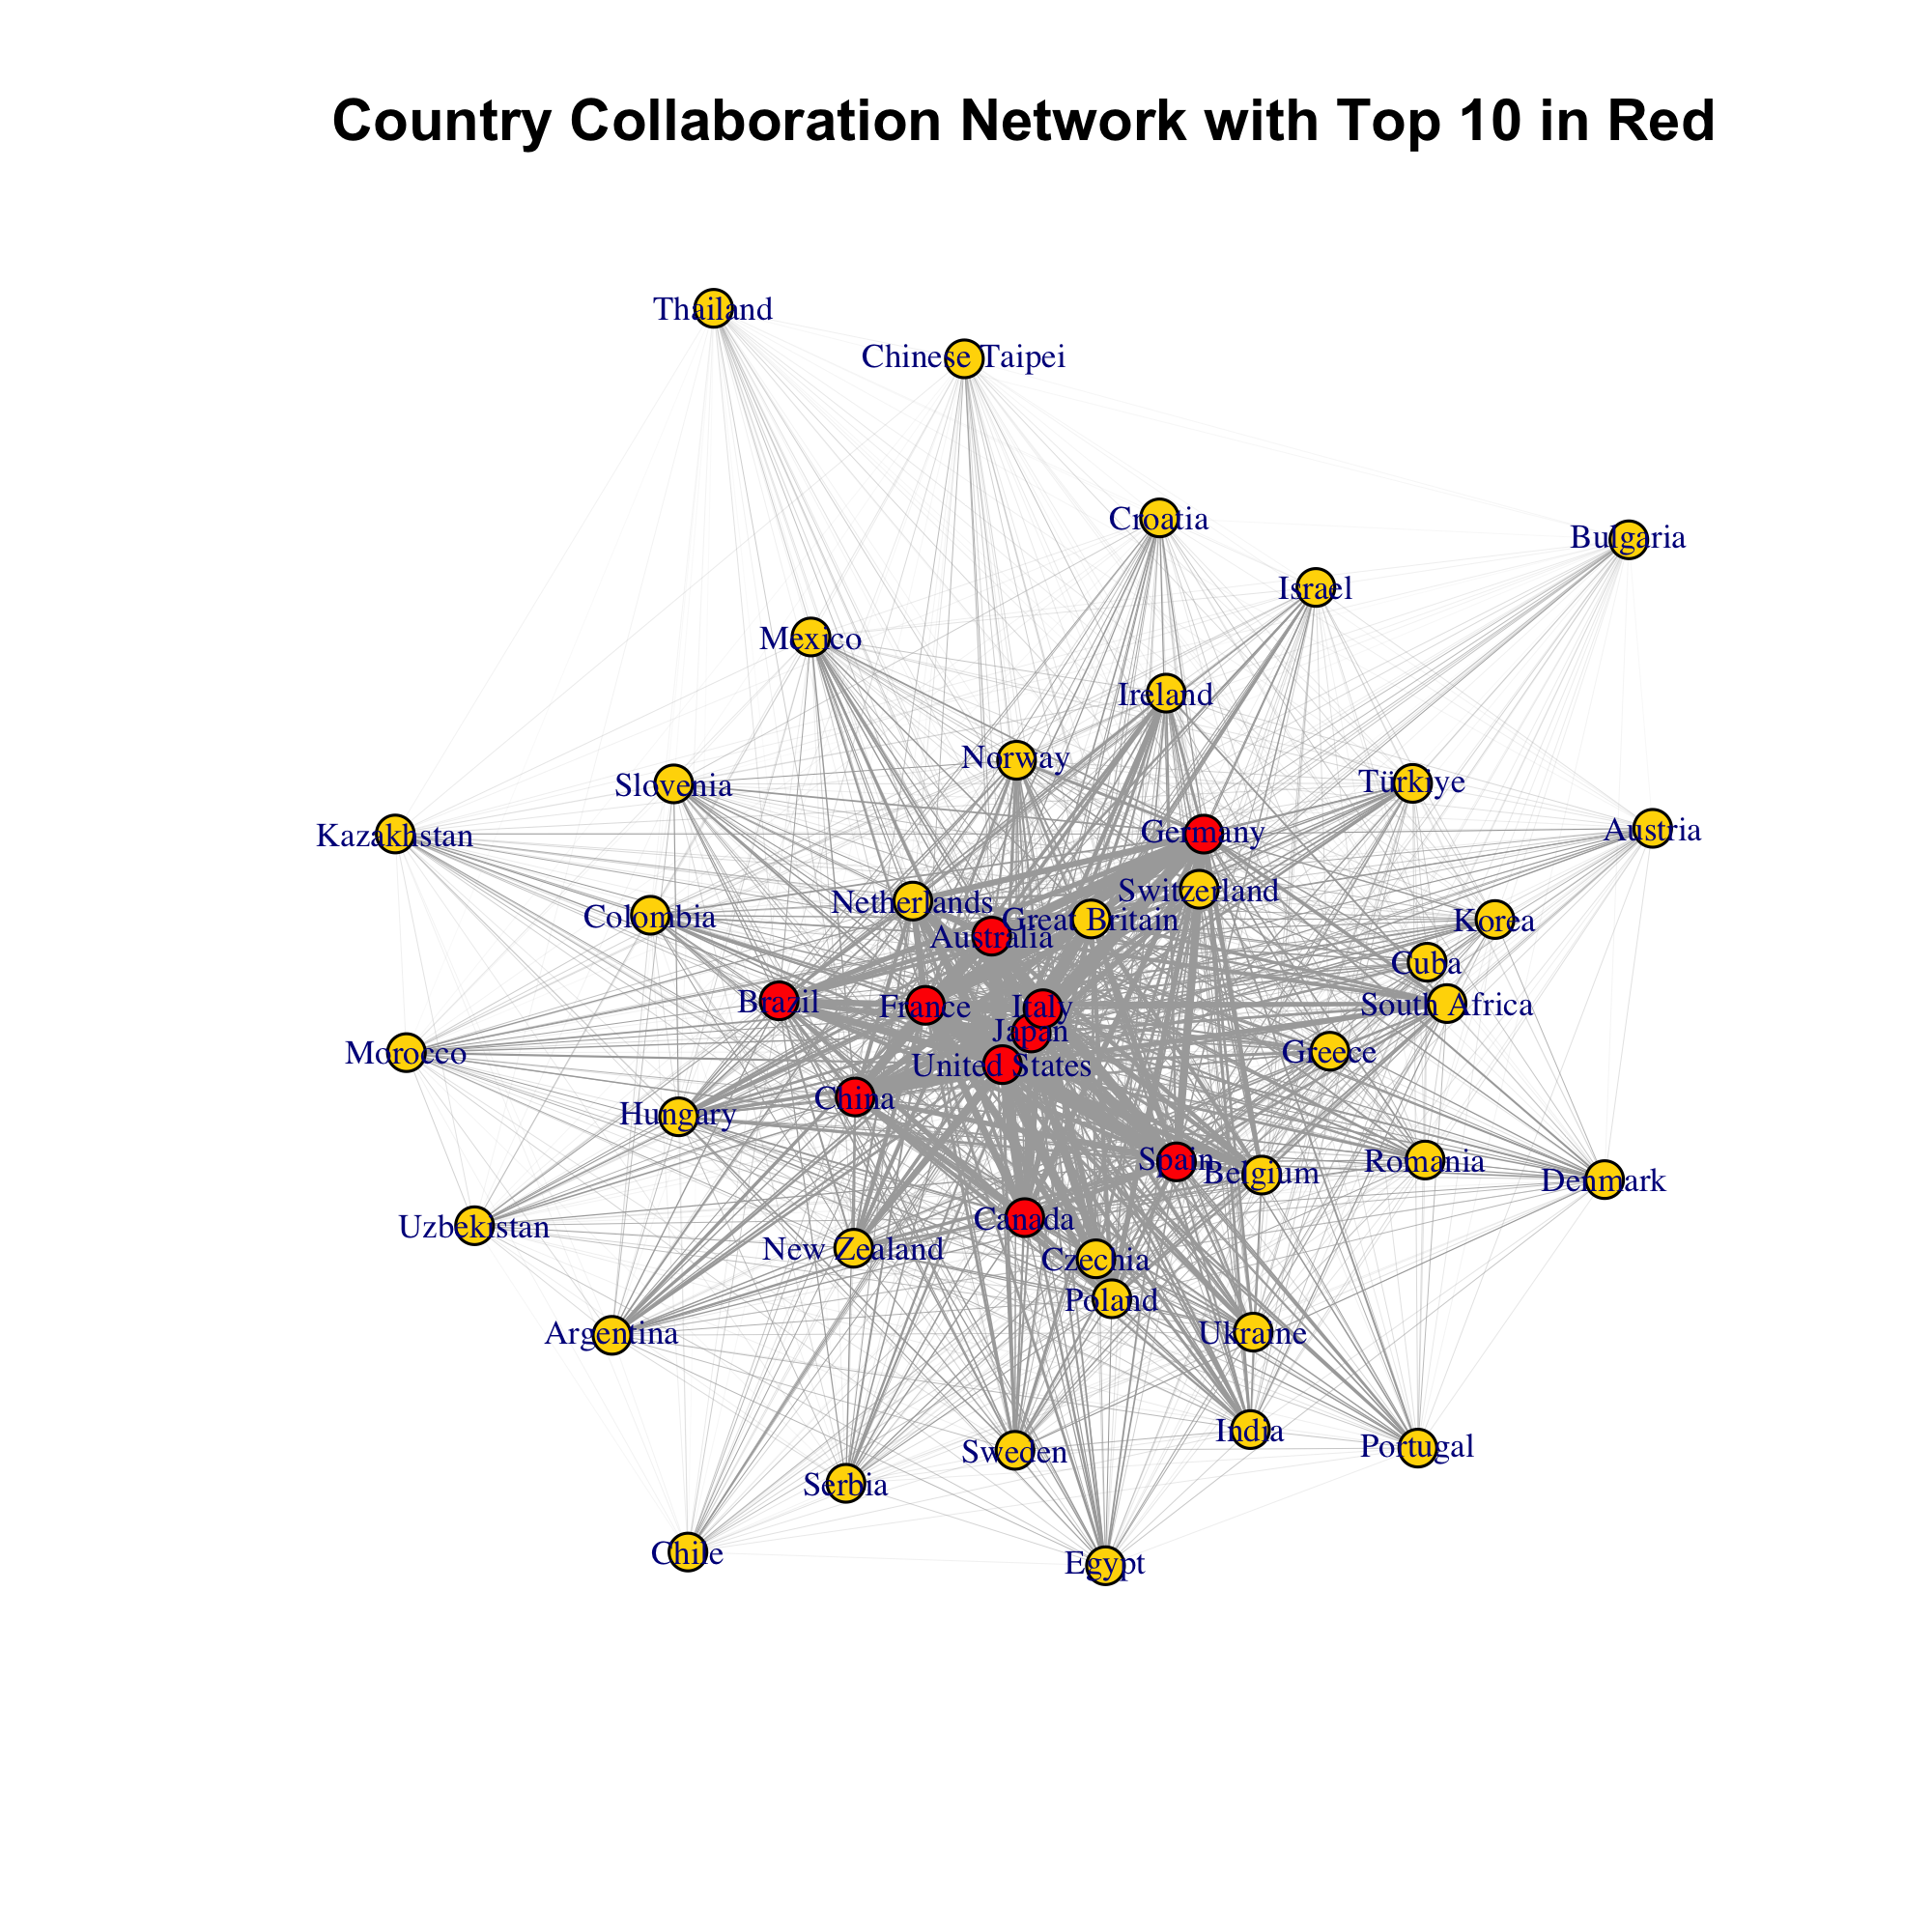 Country Collaboration Network with Top 10 in Red
Thailand
Chinese Taipei
Croatia
Bulgaria
Israel
Mexico
Ireland
Norway
Slovenia
Türkiye
Kazakhstan
Germany
Austria
Switzerland
Netherlands
Colombia
Great Britain
Korea
Australia
Cuba
Brazil
France
Italy
South Africa
Japan
Morocco
Greece
United States
China
Hungary
Spain
Belgium
Romania
Denmark
Uzbekistan
Canada
New Zealand
Czechia
Poland
Argentina
Ukraine
India
Portugal
Sweden
Serbia
Chile
Egypt